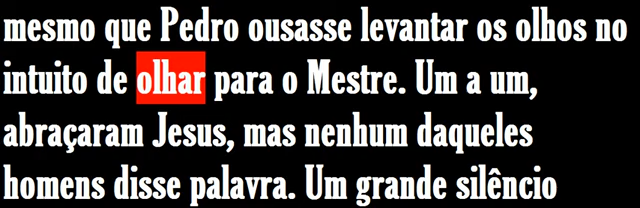 mesmo que Pedro ousasse levantar os olhos no
intuito de olhar para o Mestre. Um a um,
abraçaram Jesus, mas nenhum daqueles
homens disse palavra. Um grande silêncio